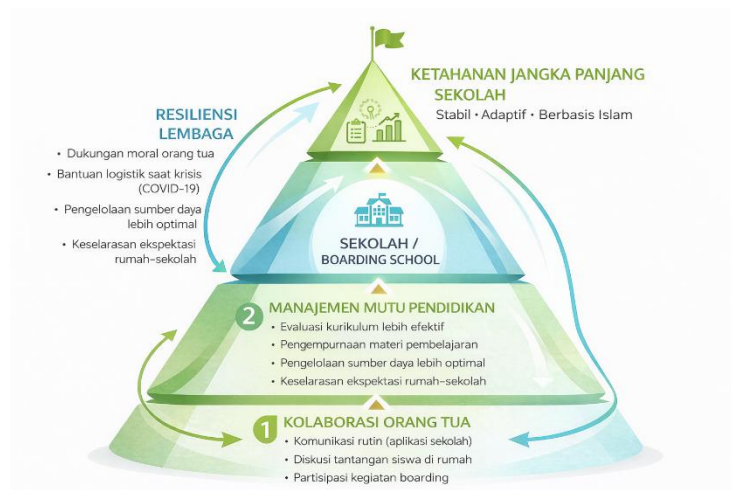 KETAHANAN JANGKA PANJANG
SEKOLAH
Stabil • Adaptif • Berbasis Islam
RESILIENSI
LEMBAGA
• Dukungan moral orang tua
• Bantuan logistik saat krisis
(COVID-19)
• Pengelolaan sumber daya
lebih optimal
• Keselarasan ekspektasi
rumah-sekolah
SEKOLAH /
BOARDING SCHOOL
2 MANAJEMEN MUTU PENDIDIKAN
• Evaluasi kurikulum lebih efektif
• Pengempurnaan materi pembelajaran
• Pengelolaan sumber daya lebih optimal
• Keselarasan ekspektasi rumah-sekolah
1 KOLABORASI ORANG TUA
• Komunikasi rutin (aplikasi sekolah)
• Diskusi tantangan siswa di rumah
• Partisipasi kegiatan boarding